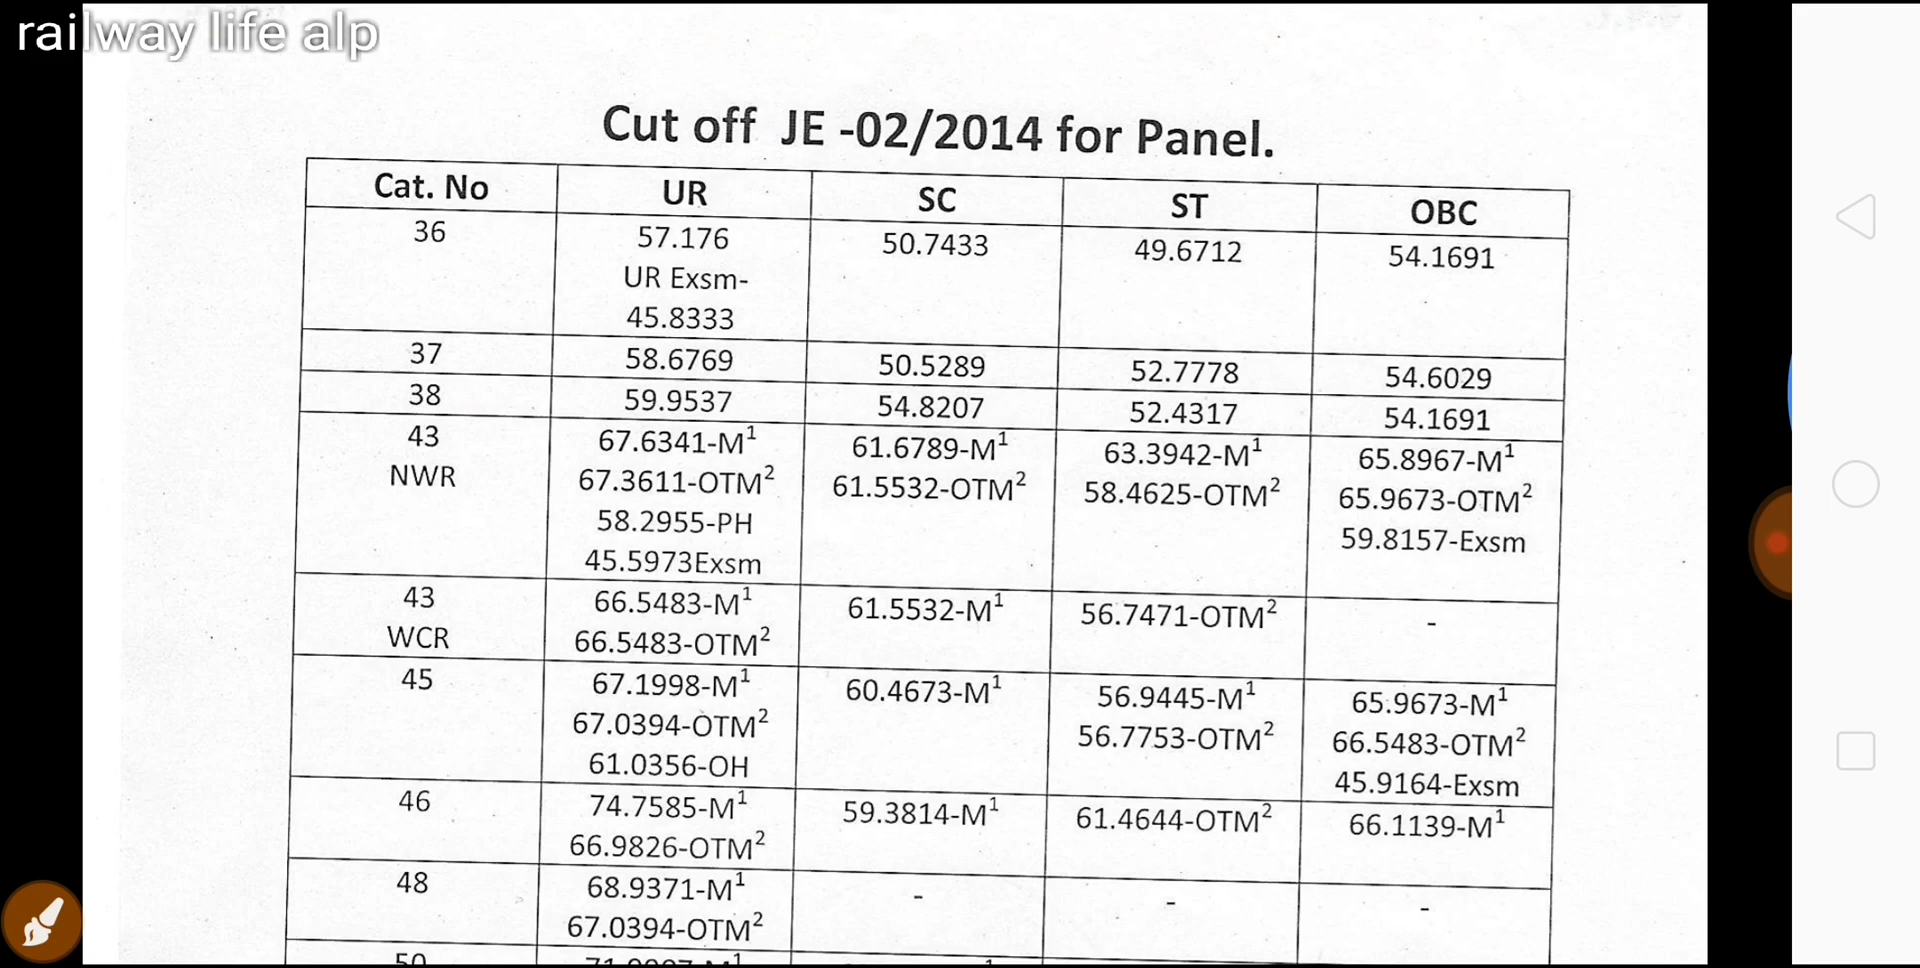 railway life alp
Cut off JE -02/2014 for Panel.
Cat. No UR SC ST OBC
36 57.176 50.7433 49.6712 54.1691
UR Exsm-
45.8333
37 58.6769 50.5289 52.7778 54.6029
38 59.9537 54.8207 52.4317 54.1691
43 67.6341-M¹ 61.6789-M¹ 63.3942-M¹ 65.8967-M¹
NWR 67.3611-OTM² 61.5532-OTM² 58.4625-OTM² 65.9673-OTM²
58.2955-PH 59.8157-Exsm
45.5973Exsm
43 66.5483-M¹ 61.5532-M¹ 56.7471-OTM² -
WCR 66.5483-OTM²
45 67.1998-M¹ 60.4673-M¹ 56.9445-M¹ 65.9673-M¹
67.0394-OTM² 56.7753-OTM² 66.5483-OTM²
61.0356-OH 45.9164-Exsm
46 74.7585-M¹ 59.3814-M¹ 61.4644-OTM² 66.1139-M¹
66.9826-OTM²
48 68.9371-M¹ - - -
67.0394-OTM²
50